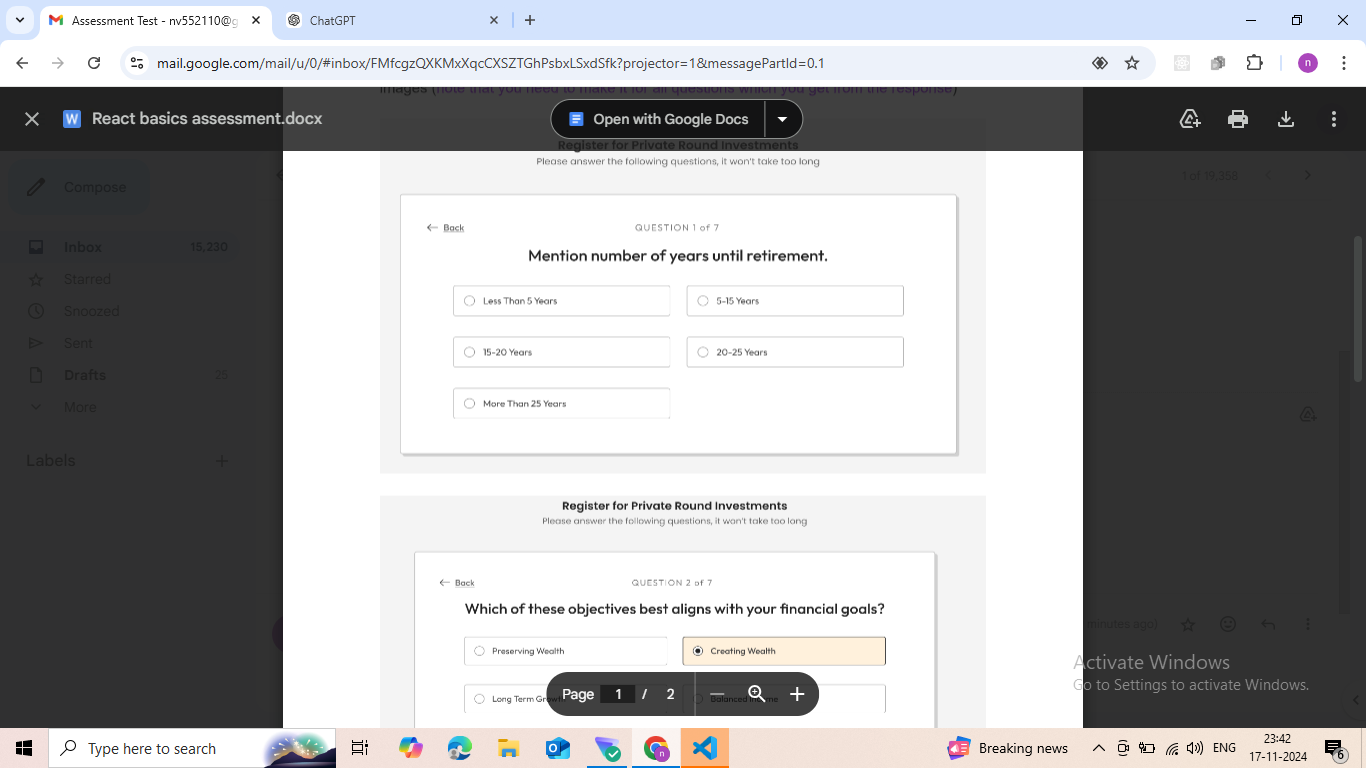 Assessment Test - nv552110@g
ChatGPT
mail.google.com/mail/u/0/#inbox/FMfcgzQXKMxXqcCXSZTGhPsbxLSxdSfk?projector=1&messagePartId=0.1
n
images (note that you need to make it for all questions which you get from the response)
W React basics assessment.docx
Open with Google Docs
Register for Private Round Investments
Please answer the following questions, it won't take too long
Compose
1 of 19,358
Back
QUESTION 1 of 7
Inbox 15,230
Mention number of years until retirement.
Starred
Less Than 5 Years
5-15 Years
Snoozed
Sent
15-20 Years
20-25 Years
Drafts 25
More
More Than 25 Years
Labels
Register for Private Round Investments
Please answer the following questions, it won't take too long
Back
QUESTION 2 of 7
Which of these objectives best aligns with your financial goals?
minutes ago)
Preserving Wealth
Creating Wealth
Activate Windows
Go to Settings to activate Windows.
Long Term
Page 1 / 2
Type here to search
Breaking news
ENG
23:42
17-11-2024
6